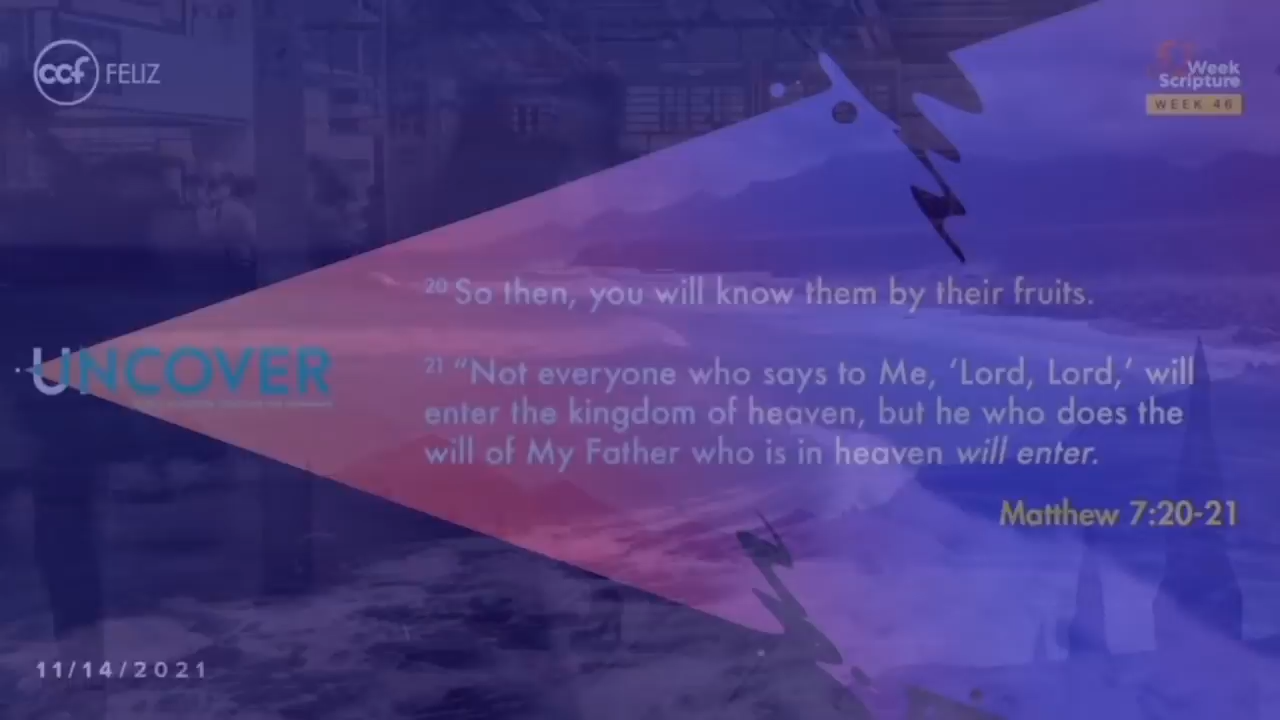 ccf FELIZ
Week
Scripture
WEEK 46
20 So then, you will know them by their fruits.
UNCOVER
21 “Not everyone who says to Me, ‘Lord, Lord,’ will
enter the kingdom of heaven, but he who does the
will of My Father who is in heaven will enter.
Matthew 7:20-21
11/14/2021